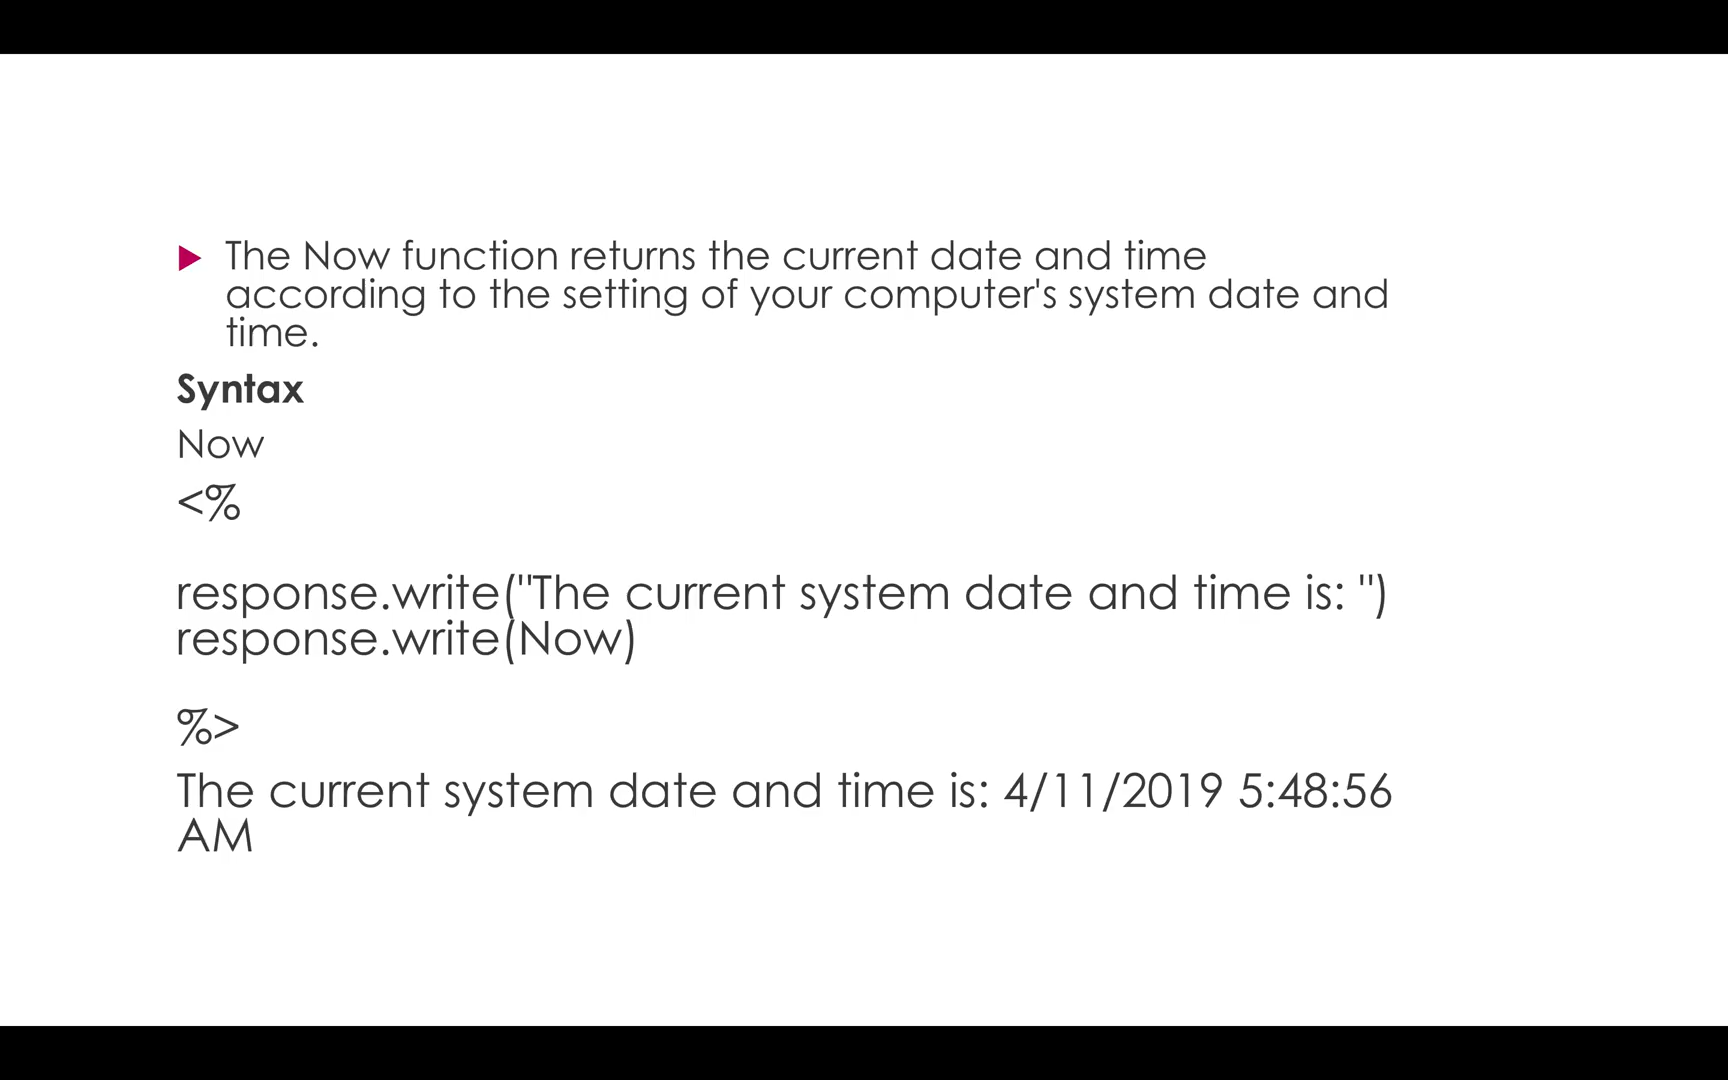 The Now function returns the current date and time
according to the setting of your computer's system date and
time.
Syntax
Now
<%
response.write("The current system date and time is: ")
response.write(Now)
%>
The current system date and time is: 4/11/2019 5:48:56
AM